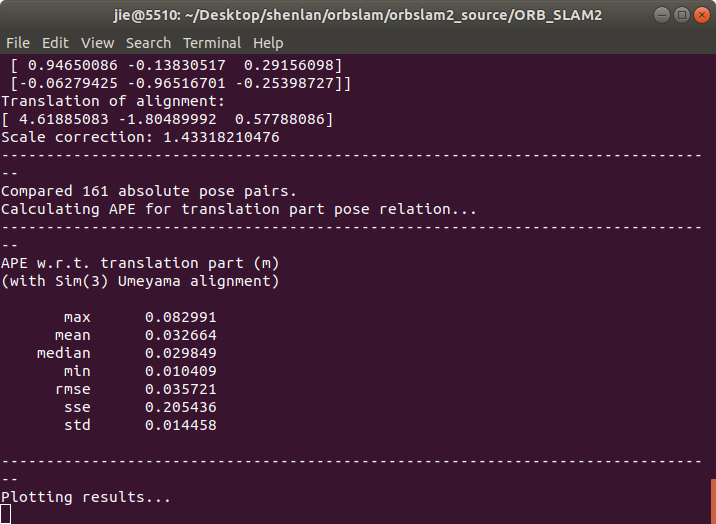 jie@5510: ~/Desktop/shenlan/orbslam/orbslam2_source/ORB_SLAM2
File Edit View Search Terminal Help
[ 0.94650086 -0.13830517  0.29156098]
[-0.06279425 -0.96516701 -0.25398727]]
Translation of alignment:
[ 4.61885083 -1.80489992  0.57788086]
Scale correction: 1.43318210476
------------------------------------------------------------------------------
--
Compared 161 absolute pose pairs.
Calculating APE for translation part pose relation...
------------------------------------------------------------------------------
--
APE w.r.t. translation part (m)
(with Sim(3) Umeyama alignment)
max 0.082991
mean 0.032664
median 0.029849
min 0.010409
rmse 0.035721
sse 0.205436
std 0.014458
------------------------------------------------------------------------------
--
Plotting results...